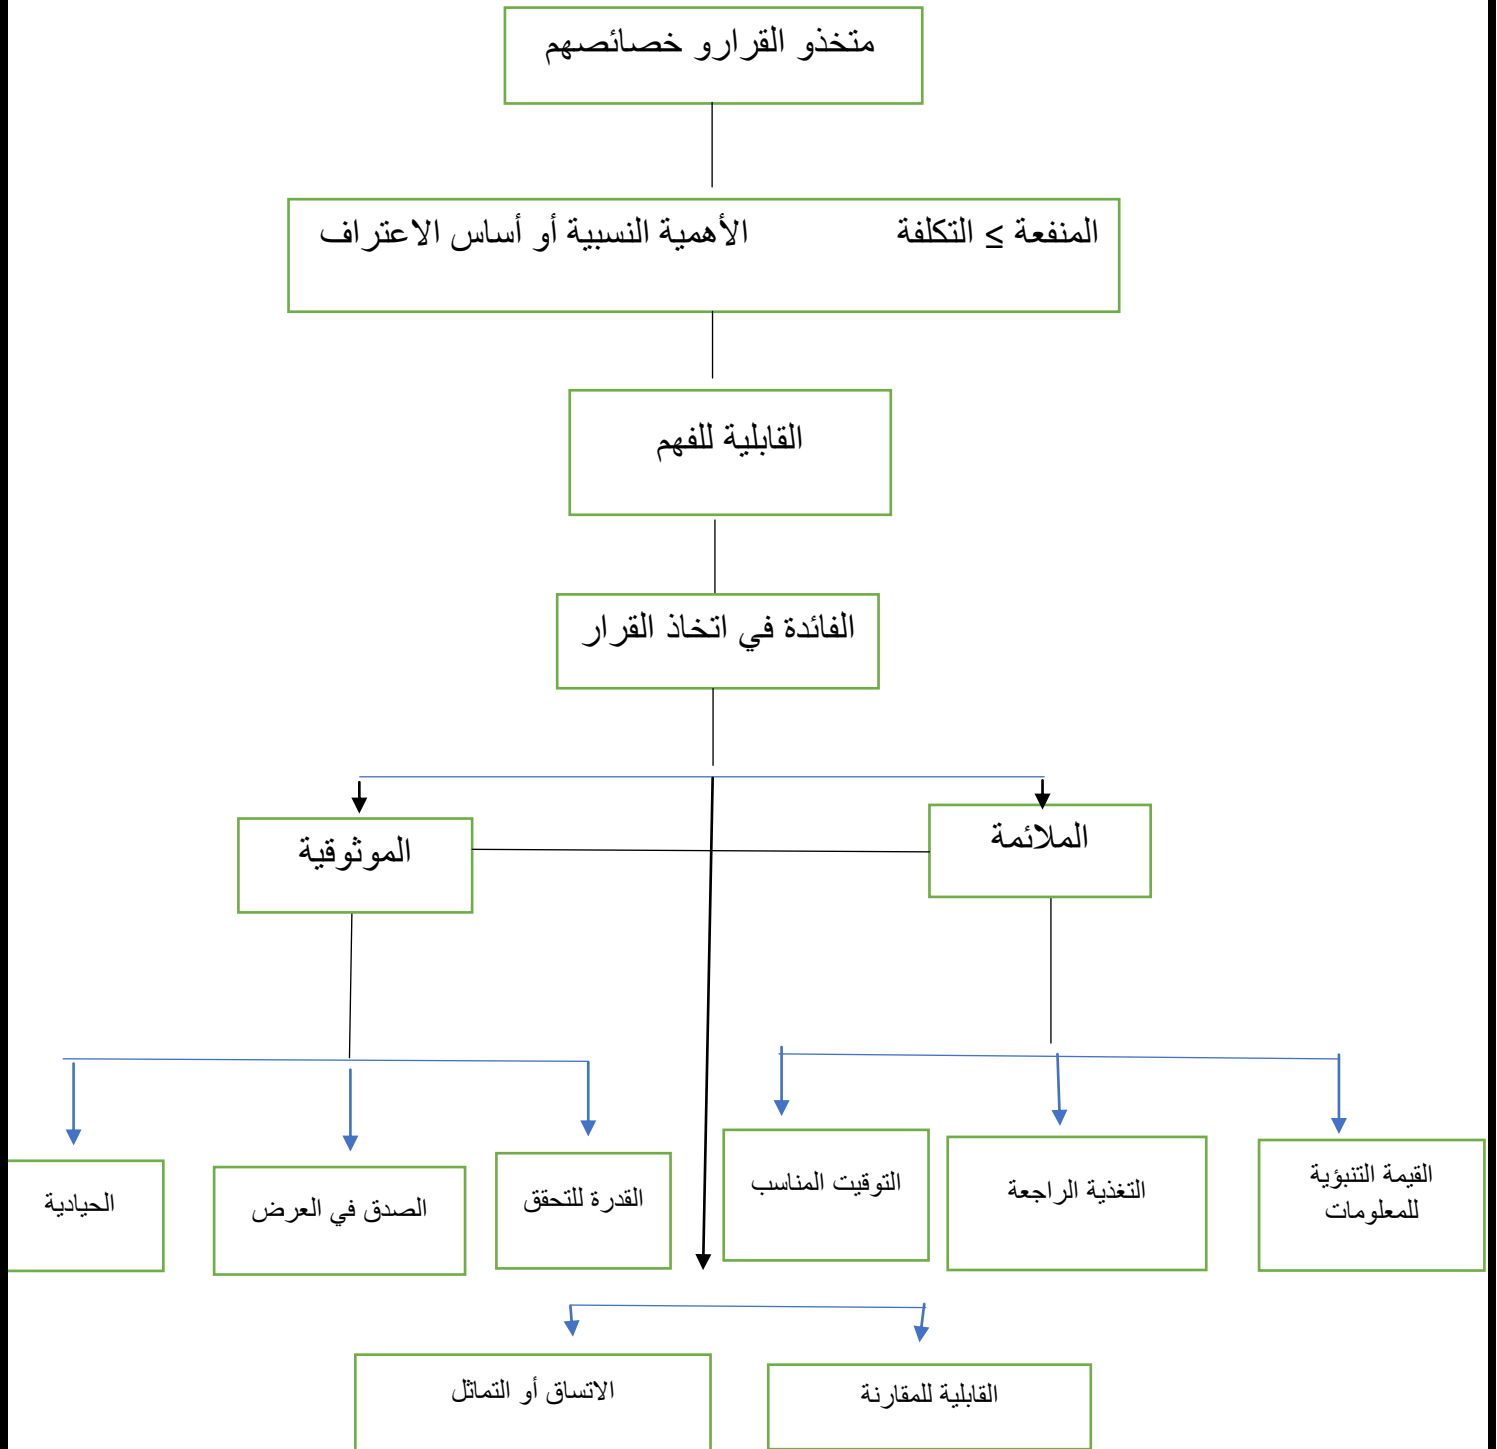 متخذو القرارو خصائصهم
المنفعة ≥ التكلفة الأهمية النسبية أو أساس الاعتراف
القابلية للفهم
الفائدة في اتخاذ القرار
الملائمة
الموثوقية
القيمة التنبؤية
للمعلومات
التغذية الراجعة
التوقيت المناسب
القدرة للتحقق
الصدق في العرض
الحيادية
القابلية للمقارنة
الاتساق أو التماثل